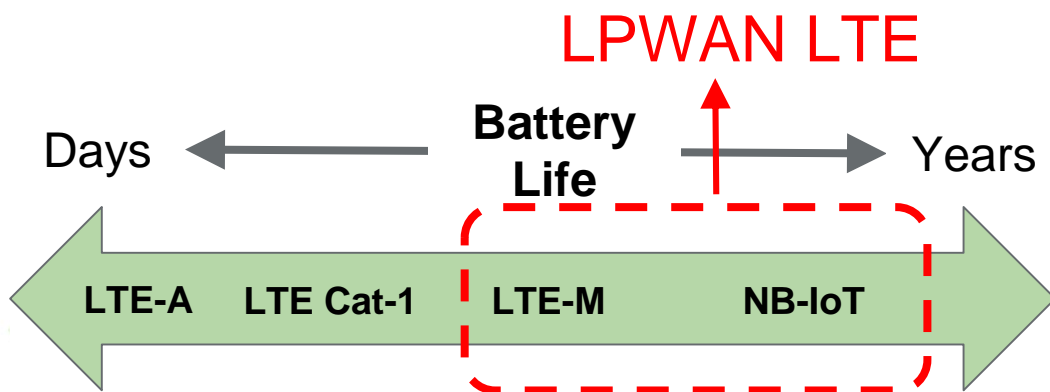 LPWAN LTE
Battery
Life
Days
Years
LTE-A
LTE Cat-1
LTE-M
NB-IoT